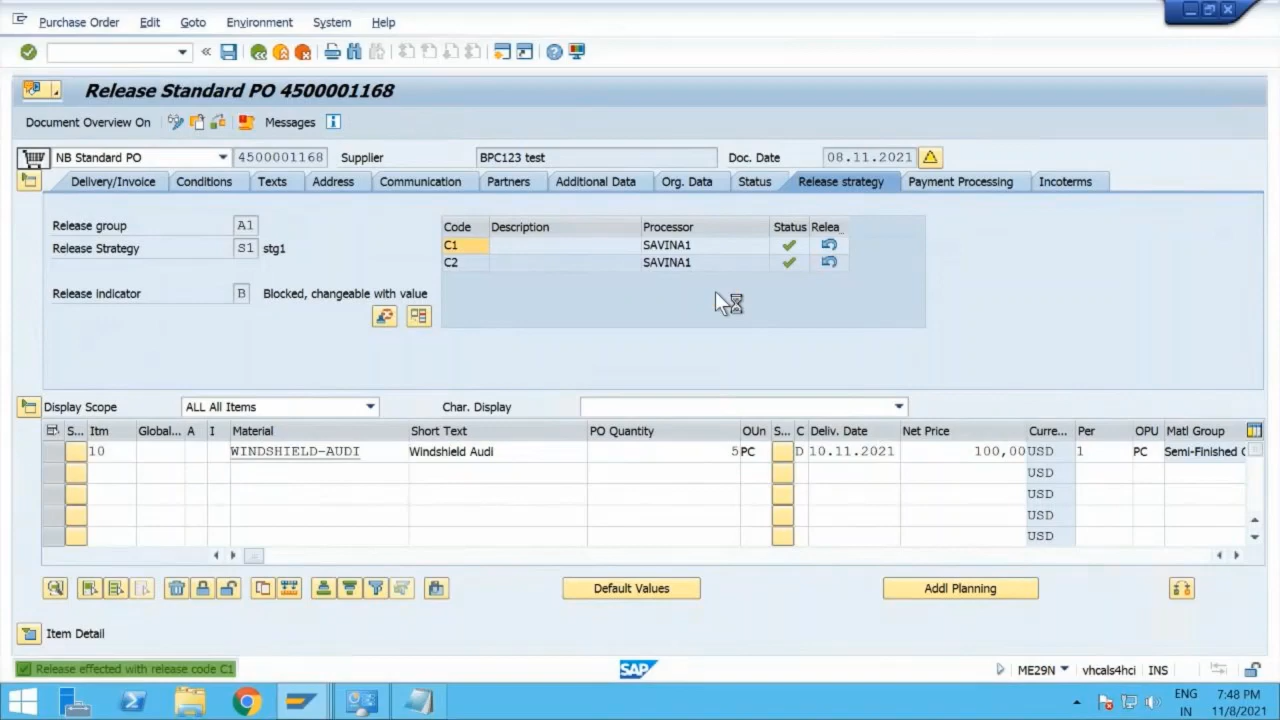 Purchase Order Edit Goto Environment System Help
Release Standard PO 4500001168
Document Overview On Messages
NB Standard PO 4500001168 Supplier BPC123 test Doc. Date 08.11.2021
Delivery/Invoice Conditions Texts Address Communication Partners Additional Data Org. Data Status Release strategy Payment Processing Incoterms
Release group A1
Release Strategy S1 stg1
Release indicator B Blocked, changeable with value
Code Description Processor Status Relea_
C1 SAVINA1
C2 SAVINA1
Display Scope ALL All Items Char. Display
S... Itm Global... A I Material Short Text PO Quantity OUn S... C Deliv. Date Net Price Curre... Per OPU Matl Group
10 WINDSHIELD-AUDI Windshield Audi 5 PC D 10.11.2021 100,00 USD 1 PC Semi-Finished
USD
USD
USD
USD
Default Values Addl Planning
Item Detail
Release effected with release code C1 SAP ME29N vhcals4hci INS
ENG 7:48 PM
IN 11/8/2021